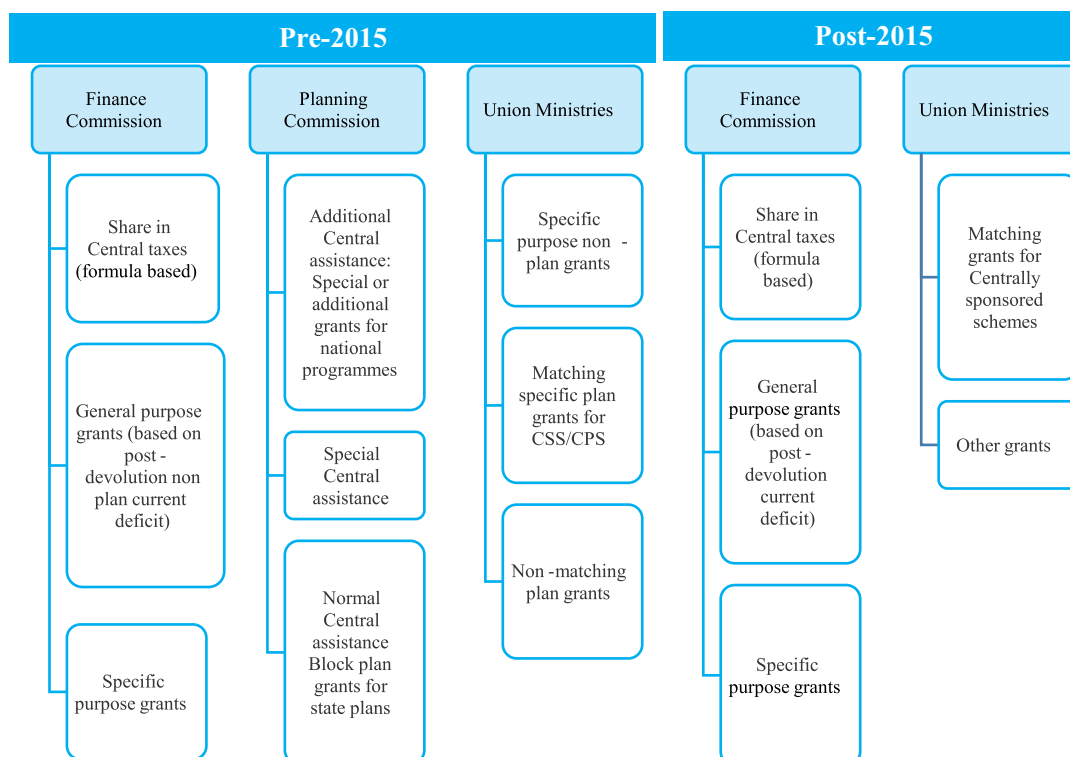 Pre-2015
Finance
Commission
Share in
Central taxes
(formula based)
General purpose
grants (based on
post -
devolution non
plan current
deficit)
Specific
purpose grants
Planning
Commission
Additional
Central
assistance:
Special or
additional
grants for
national
programmes
Special
Central
assistance
Normal
Central
assistance
Block plan
grants for
state plans
Union Ministries
Specific
purpose non -
plan grants
Matching
specific plan
grants for
CSS/CPS
Non -matching
plan grants
Post-2015
Finance
Commission
Share in
Central taxes
(formula
based)
General
purpose grants
(based on
post -
devolution
current
deficit)
Specific
purpose grants
Union Ministries
Matching
grants for
Centrally
sponsored
schemes
Other grants